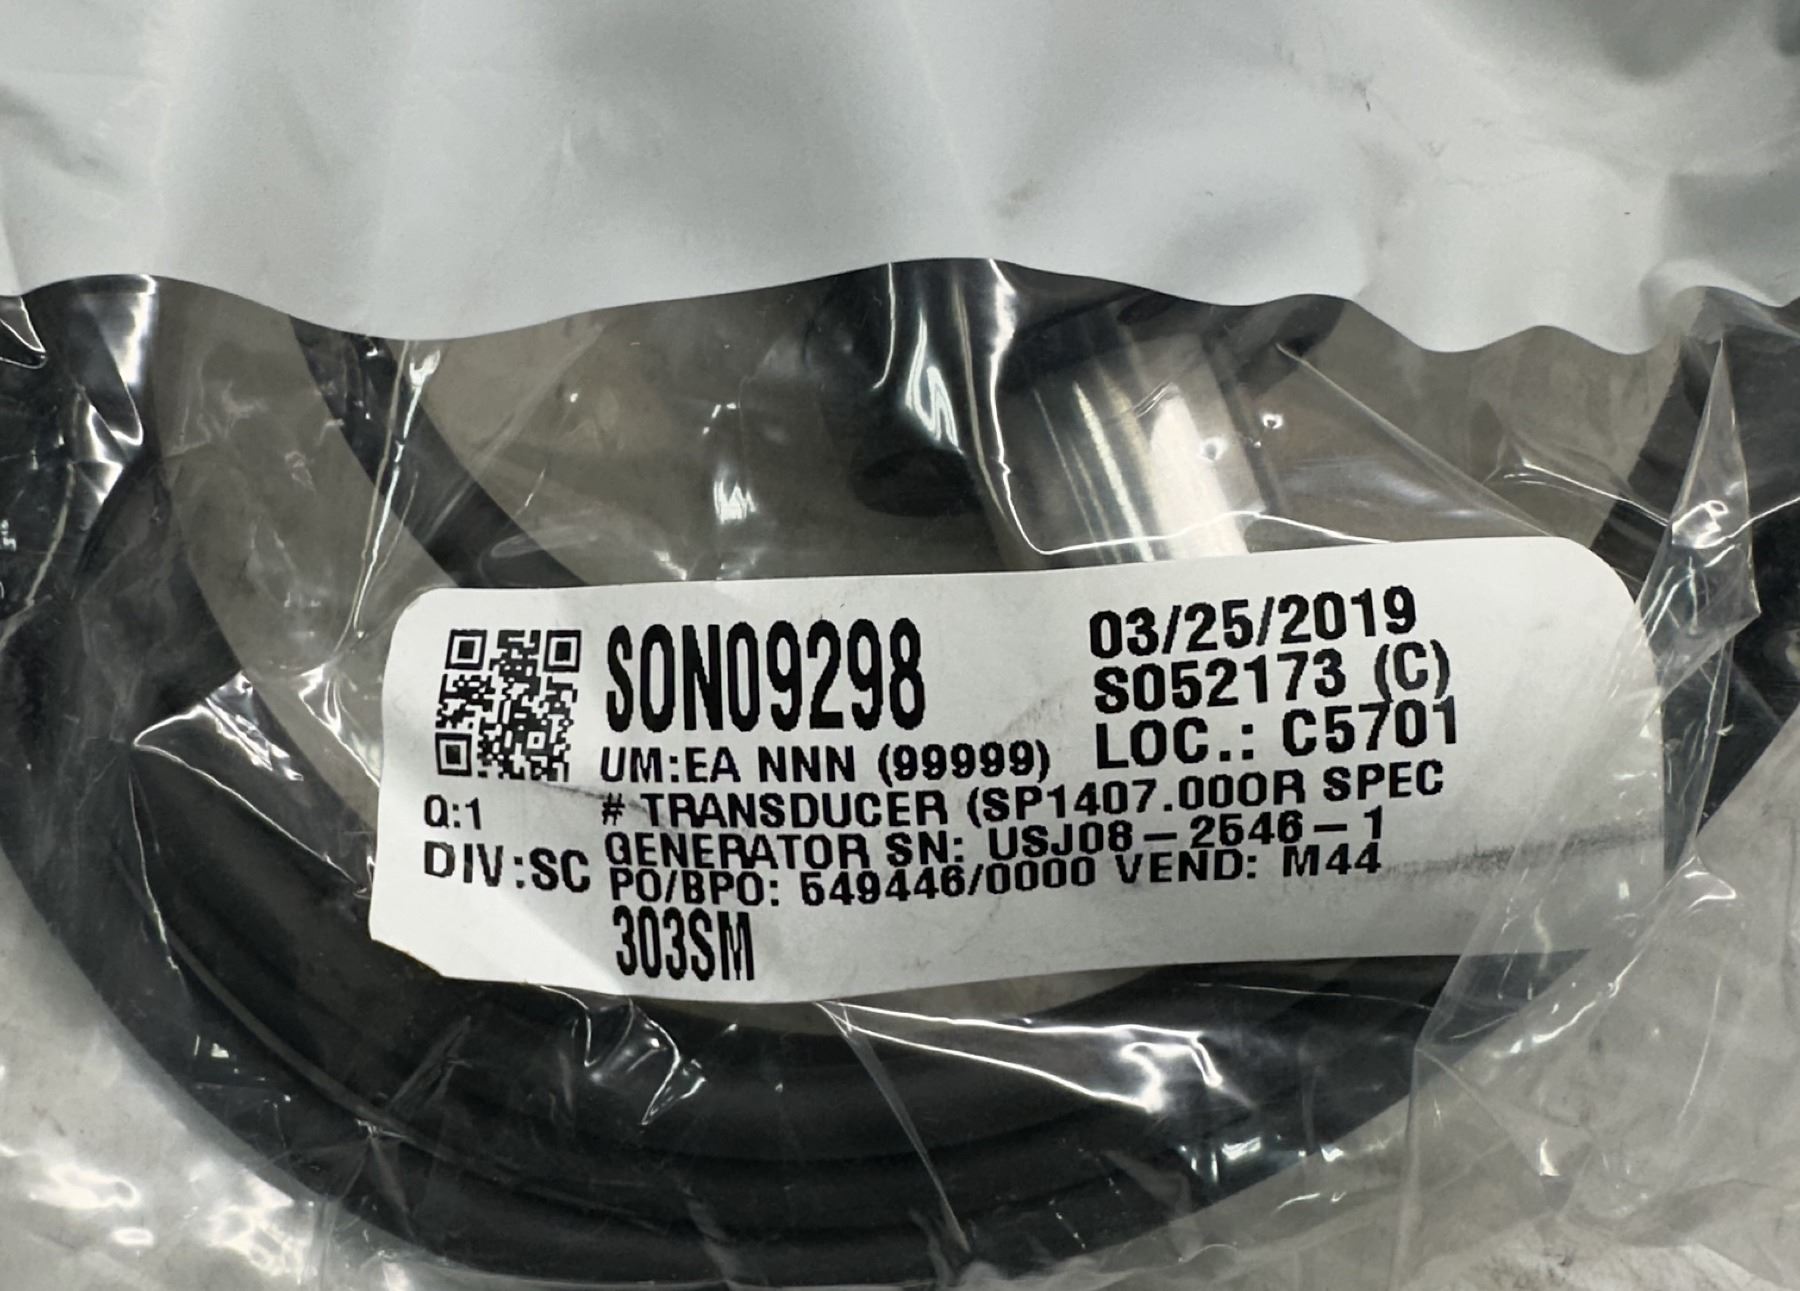 SON09298
03/25/2019
S052173 (C)
LOC.: C5701
UM:EA NNN (99999)
Q:1
# TRANSDUCER (SP1407.000R SPEC
GENERATOR SN: USJ08-2546-1
DIV:SC
PO/BPO: 549446/0000 VEND: M44
303SM